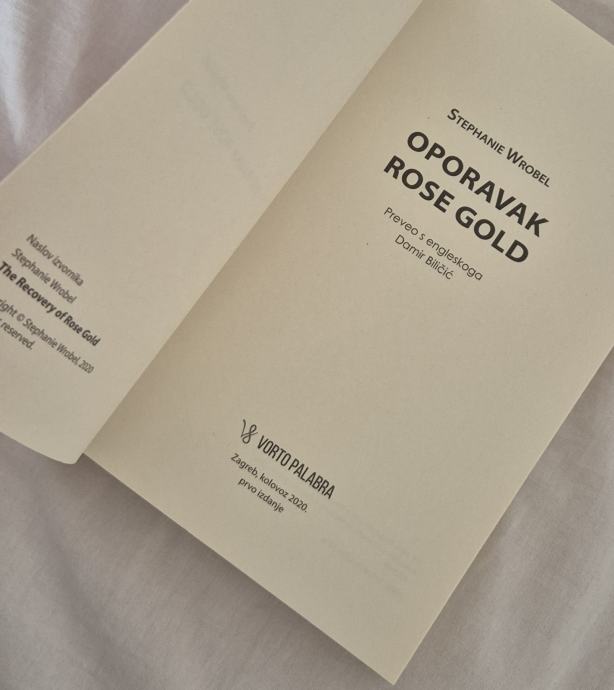 Naslov izvornika
Stephanie Wrobel
The Recovery of Rose Gold
© Stephanie Wrobel, 2020
reserved.
STEPHANIE WROBEL
OPORAVAK
ROSE GOLD
Preveo s engleskoga
Damir Biličić
VORTO PALABRA
Zagreb, kolovoz 2020.
prvo izdanje